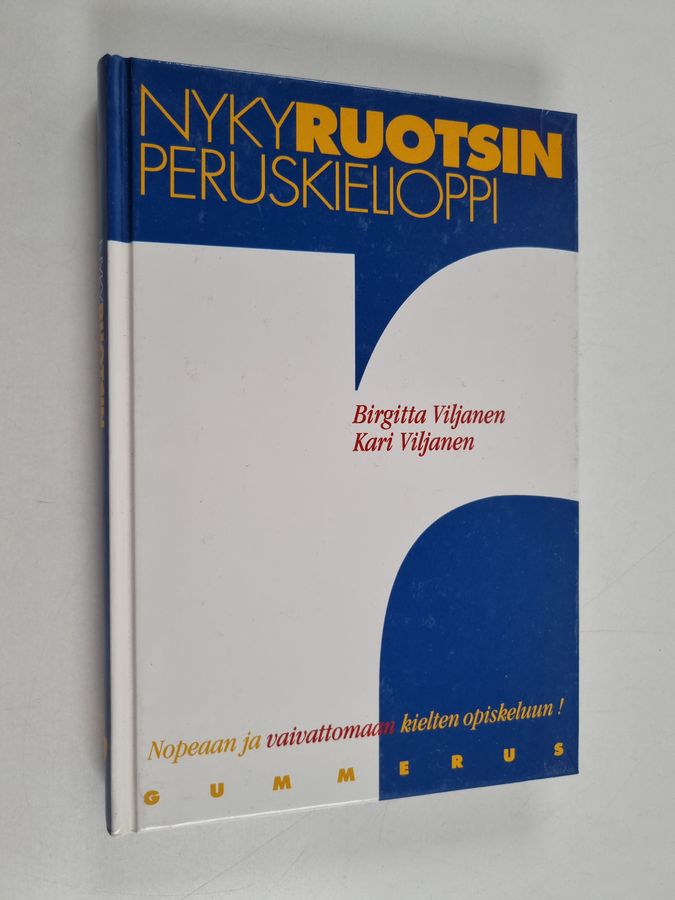 NYKYRUOTSIN
PERUSKIELIOPPI
Birgitta Viljanen
Kari Viljanen
Nopeaan ja vaivattomaan kielten opiskeluun !
GUMMERUS